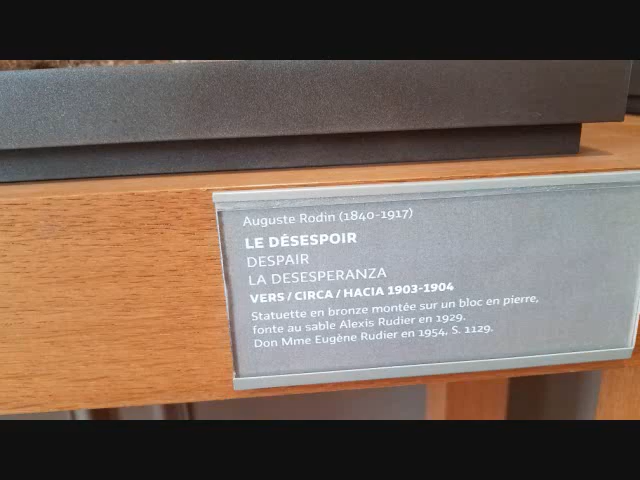 Auguste Rodin (1840-1917)
LE DÉSESPOIR
DESPAIR
LA DESESPERANZA
VERS / CIRCA / HACIA 1903-1904
Statuette en bronze montée sur un bloc en pierre,
fonte au sable Alexis Rudier en 1929.
Don Mme Eugène Rudier en 1954, S. 1129.